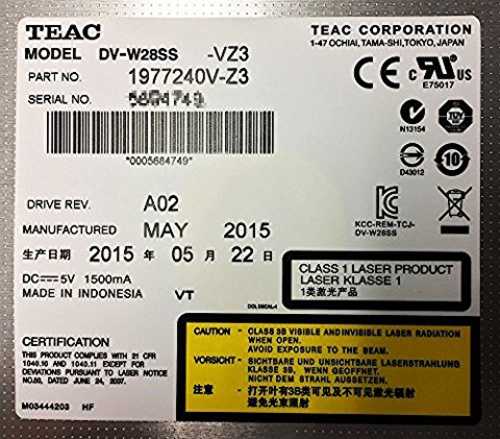 TEAC
TEAC CORPORATION
1-47 OCHIAI, TAMA-SHI, TOKYO, JAPAN
MODEL DV-W28SS -VZ3
PART NO. 1977240V-Z3
SERIAL NO.
*0005684749*
CE c UL US
E75017
N13154
D43012
10
DRIVE REV. A02
MANUFACTURED MAY 2015
生产日期 2015 年 05 月 22 日
KCC-REM-TCJ-
DV-W28SS
DC⎓5V 1500mA
MADE IN INDONESIA VT
CLASS 1 LASER PRODUCT
LASER KLASSE 1
1类激光产品
CERTIFICATION
THIS PRODUCT COMPLIES WITH 21 CFR
1040.10 AND 1040.11 EXCEPT FOR
DEVIATIONS PURSUANT TO LASER NOTICE
NO.50, DATED JUNE 24, 2007.
M03444203 HF
CAUTION - CLASS 3B VISIBLE AND INVISIBLE LASER RADIATION
WHEN OPEN.
AVOID EXPOSURE TO THE BEAM.
VORSICHT- SICHTBARE UND UNSICHTBARE LASERSTRAHLUNG
KLASSE 3B, WENN GEÖFFNET.
NICHT DEM STRAHL AUSSETZEN.
注意 - 打开时有3B类可见及不可见激光辐射
避免光束照射